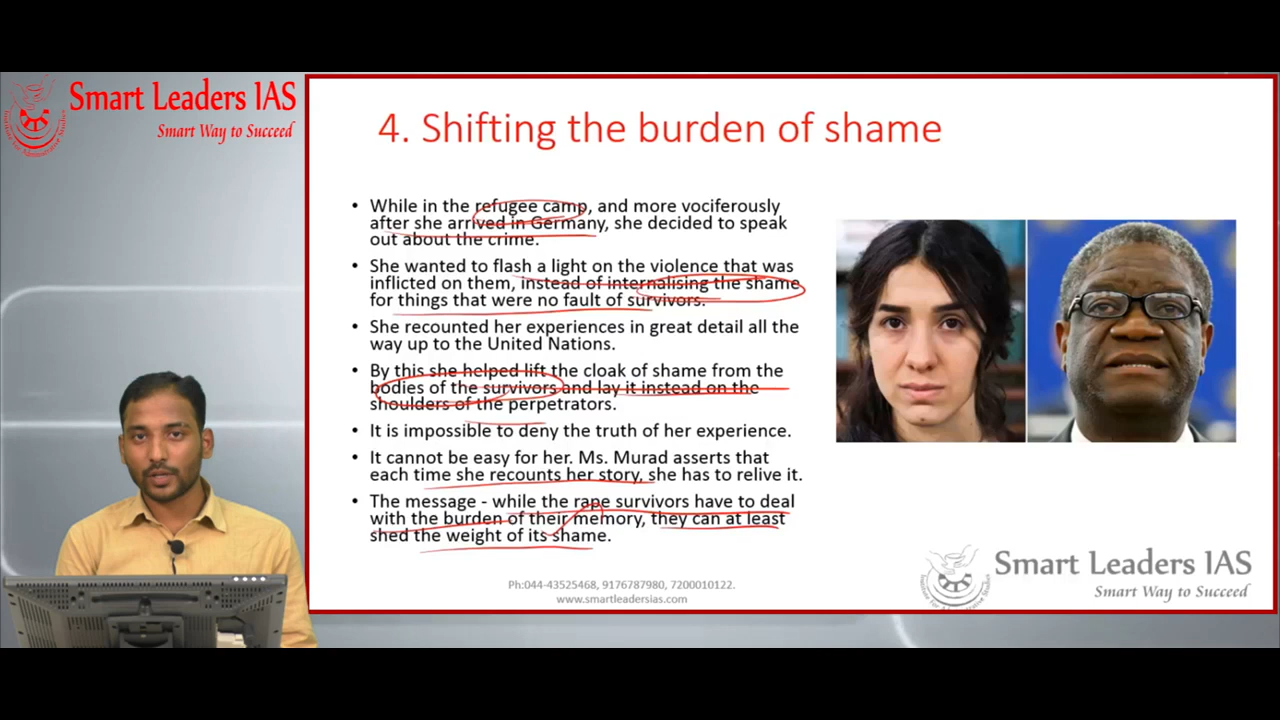 Smart Leaders IAS
Smart Way to Succeed
4. Shifting the burden of shame
• While in the refugee camp, and more vociferously
after she arrived in Germany, she decided to speak
out about the crime.
• She wanted to flash a light on the violence that was
inflicted on them, instead of internalising the shame
for things that were no fault of survivors.
• She recounted her experiences in great detail all the
way up to the United Nations.
• By this she helped lift the cloak of shame from the
bodies of the survivors and lay it instead on the
shoulders of the perpetrators.
• It is impossible to deny the truth of her experience.
• It cannot be easy for her. Ms. Murad asserts that
each time she recounts her story, she has to relive it.
• The message - while the rape survivors have to deal
with the burden of their memory, they can at least
shed the weight of its shame.
Ph:044-43525468, 9176787980, 7200010122.
www.smartleadersias.com
Smart Leaders IAS
Smart Way to Succeed